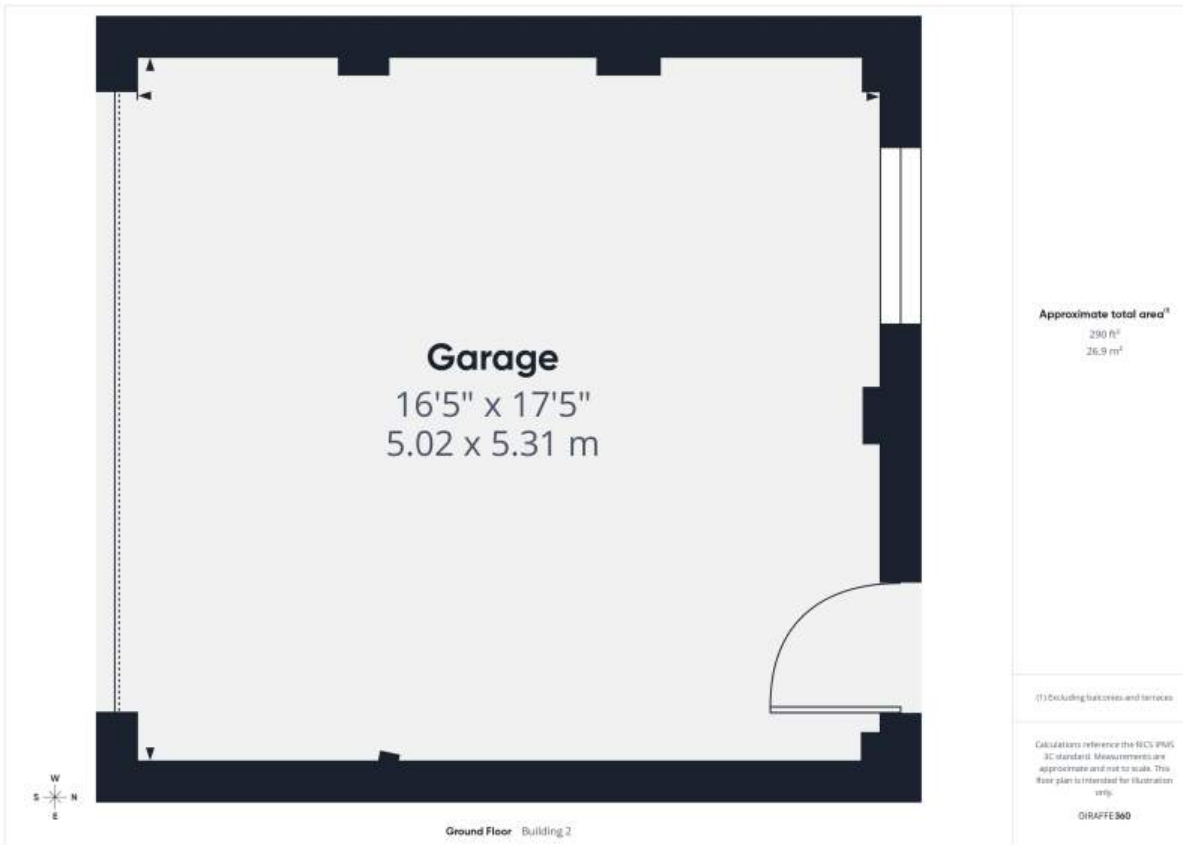 Garage
16'5" x 17'5"
5.02 x 5.31 m
Approximate total area(1)
290 ft²
26.9 m²
(1) Excluding balconies and terraces
Calculations reference the RICS IPMS
3C standard. Measurements are
approximate and not to scale. This
floor plan is intended for illustration
only.
GIRAFFE360
W
S N
E
Ground Floor Building 2